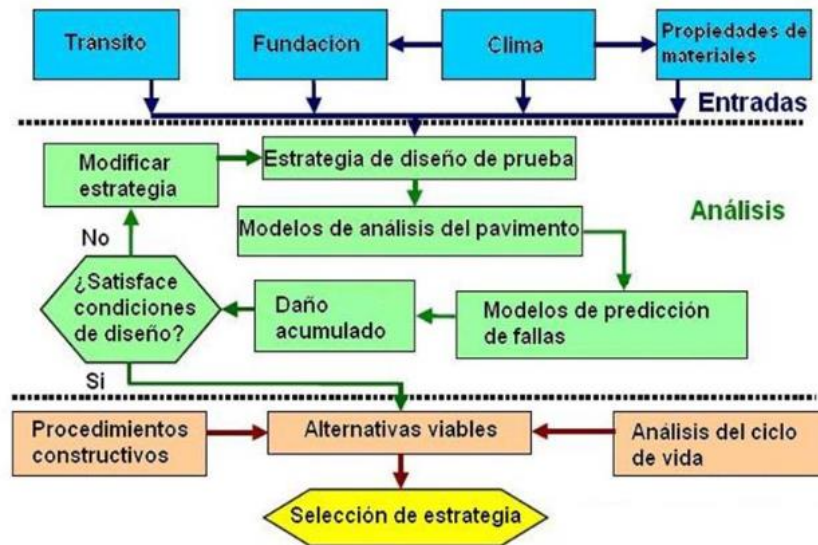 Tránsito
Fundación
Clima
Propiedades de
materiales
Entradas
Modificar
estrategia
Estrategia de diseño de prueba
Análisis
Modelos de análisis del pavimento
No
¿Satisface
condiciones
de diseño?
Daño
acumulado
Modelos de predicción
de fallas
Si
Procedimientos
constructivos
Alternativas viables
Análisis del ciclo
de vida
Selección de estrategia